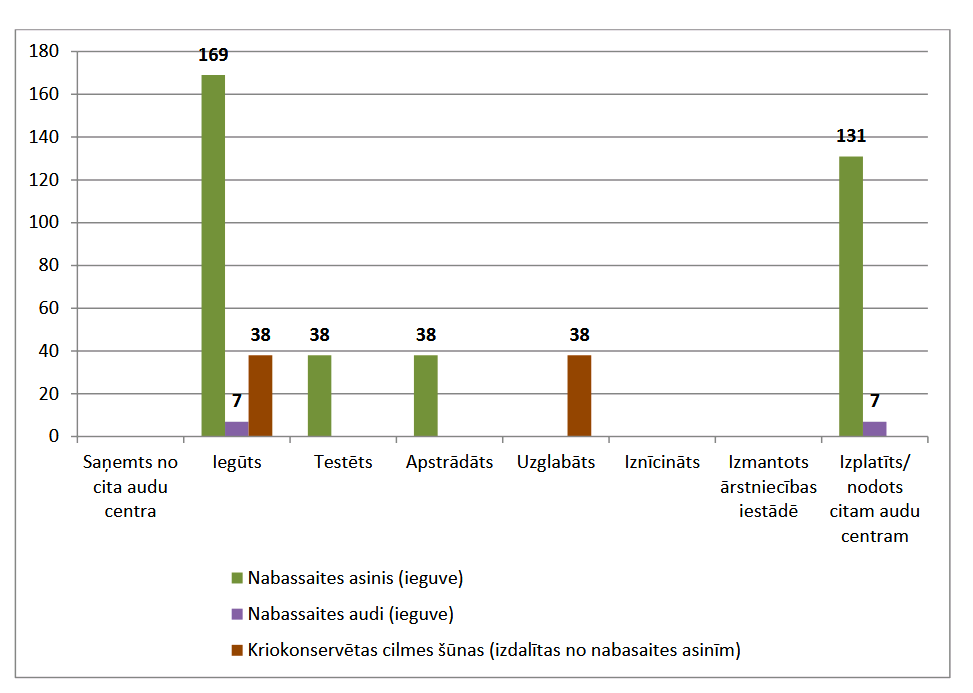 180
160
140
120
100
80
60
40
20
0
169
7
38
38
38
38
131
7
Saņemts no
cita audu
centra
Iegūts
Testēts
Apstrādāts
Uzglabāts
Iznīcināts
Izmantots
ārstniecības
iestādē
Izplatīts/
nodots
citam audu
centram
Nabassaites asinis (ieguve)
Nabassaites audi (ieguve)
Kriokonservētas cilmes šūnas (izdalītas no nabasaites asinīm)